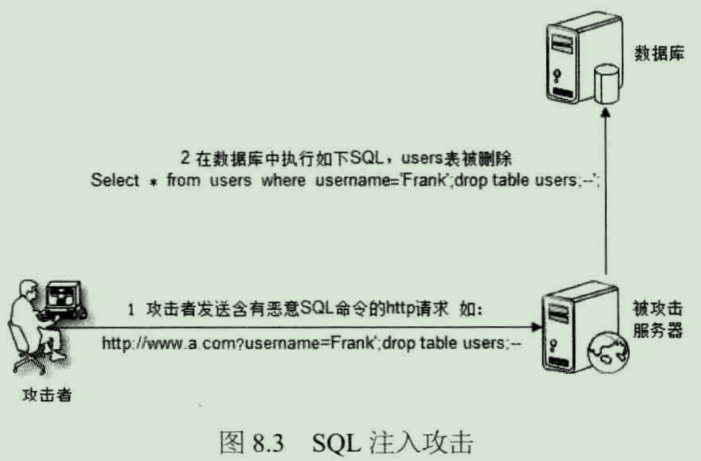 数据库
2 在数据库中执行如下SQL，users表被删除
Select * from users where username='Frank';drop table users;--';
1 攻击者发送含有恶意SQL命令的http请求 如：
http://www.a.com?username=Frank';drop table users;--
被攻击
服务器
攻击者
图 8.3 SQL 注入攻击